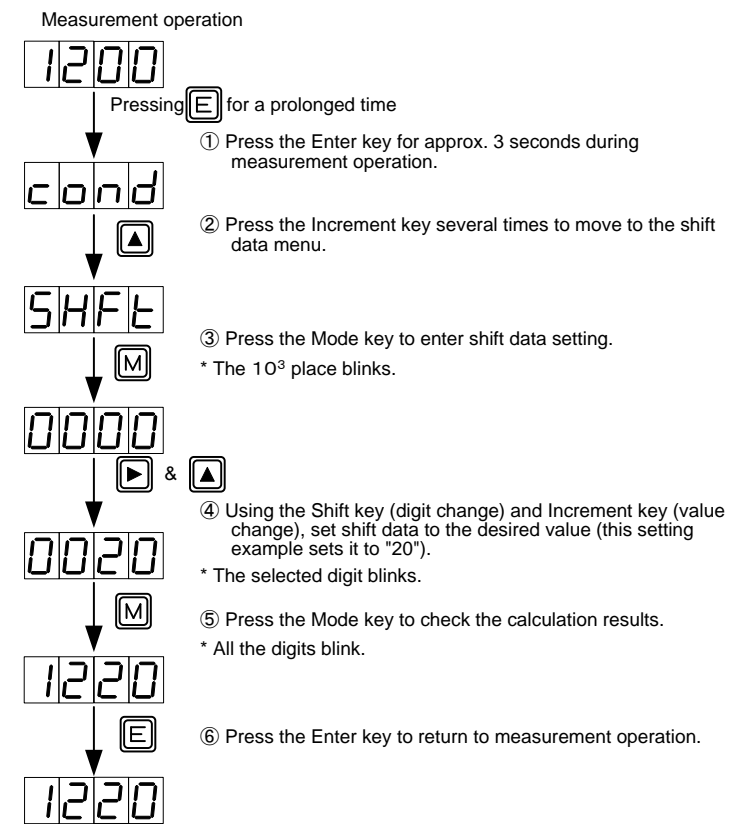 Measurement operation
1200
Pressing E for a prolonged time
① Press the Enter key for approx. 3 seconds during
measurement operation.
cond
② Press the Increment key several times to move to the shift
data menu.
SHFt
③ Press the Mode key to enter shift data setting.
M
* The 10³ place blinks.
0000
&
④ Using the Shift key (digit change) and Increment key (value
change), set shift data to the desired value (this setting
example sets it to "20").
0020
* The selected digit blinks.
M
⑤ Press the Mode key to check the calculation results.
* All the digits blink.
1220
E
⑥ Press the Enter key to return to measurement operation.
1220